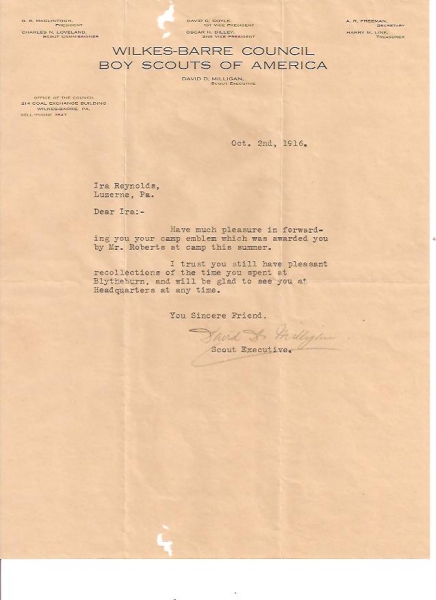 G. R. McCLINTOCK,
PRESIDENT
CHARLES N. LOVELAND,
SCOUT COMMISSIONER
DAVID C. DOYLE,
1ST VICE PRESIDENT
OSCAR H. DILLEY,
2ND VICE PRESIDENT
A. R. FREEMAN,
SECRETARY
HARRY N. LINK,
TREASURER
WILKES-BARRE COUNCIL
BOY SCOUTS OF AMERICA
DAVID D. MILLIGAN,
SCOUT EXECUTIVE
OFFICE OF THE COUNCIL
214 COAL EXCHANGE BUILDING
WILKES-BARRE, PA.
BELL 'PHONE 2847
Oct. 2nd, 1916.
Ira Reynolds,
Luzerne, Pa.
Dear Ira:-
Have much pleasure in forward-
ing you your camp emblem which was awarded you
by Mr. Roberts at camp this summer.
I trust you still have pleasant
recollections of the time you spent at
Blytheburn, and will be glad to see you at
Headquarters at any time.
You Sincere Friend,
David D. Milligan
Scout Executive.